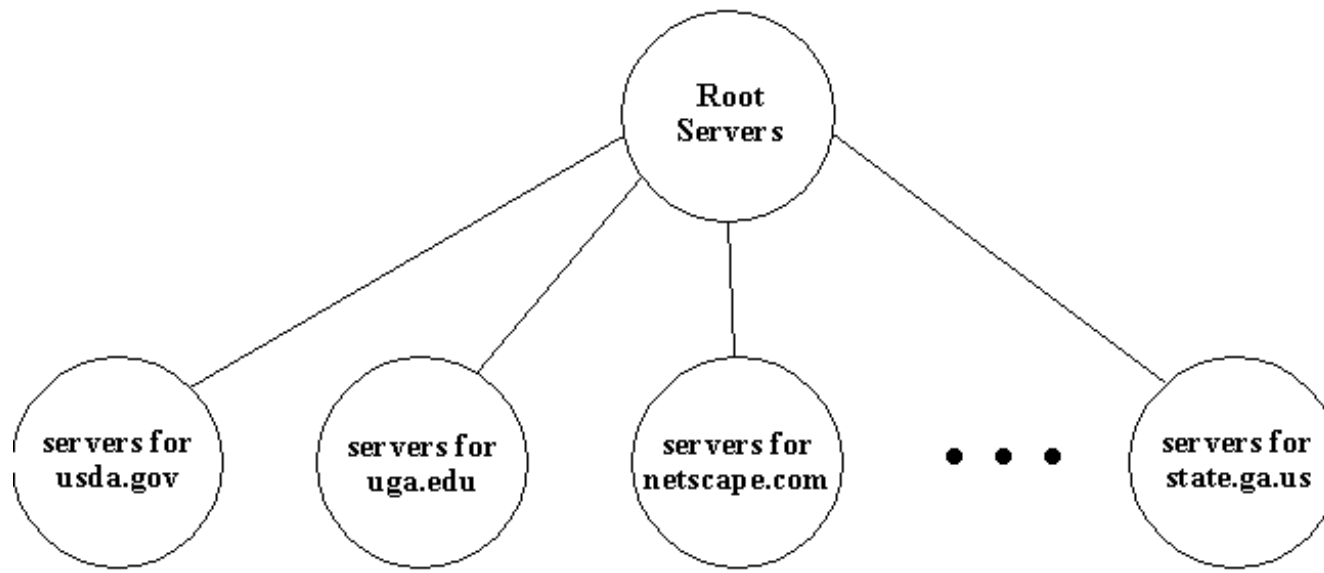 Root
Servers
servers for
usda.gov
servers for
uga.edu
servers for
netscape.com
servers for
state.ga.us